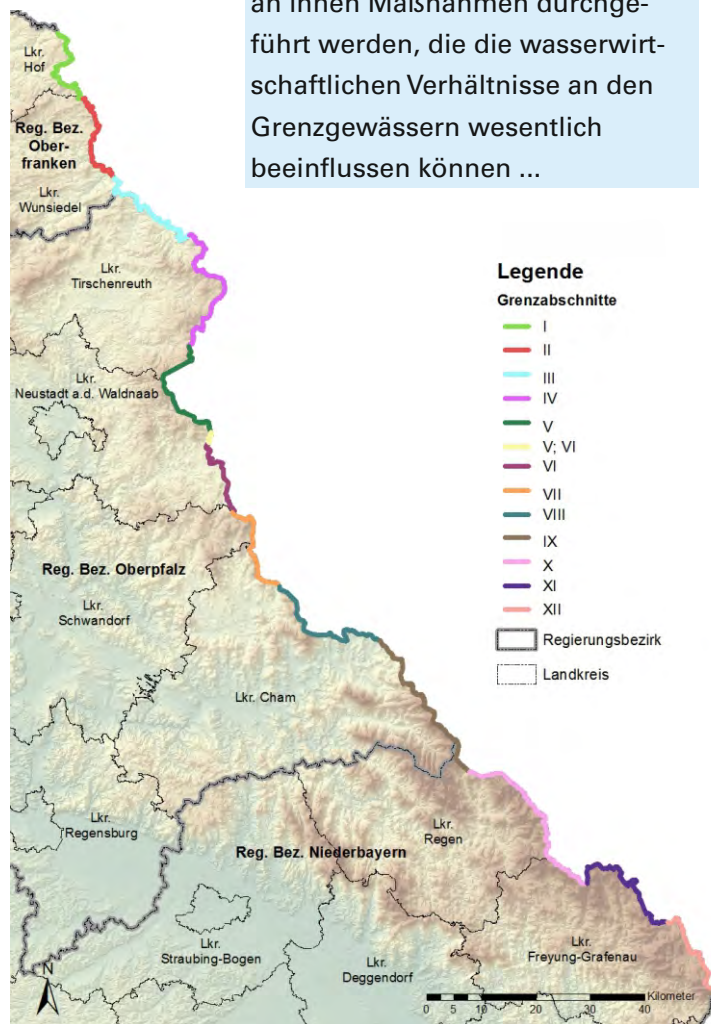 an ihnen Maßnahmen durchge-
führt werden, die die wasserwirt-
schaftlichen Verhältnisse an den
Grenzgewässern wesentlich
beeinflussen können ...
Lkr.
Hof
Reg. Bez.
Ober-
franken
Lkr.
Wunsiedel
Lkr.
Tirschenreuth
Lkr.
Neustadt a.d. Waldnaab
Reg. Bez. Oberpfalz
Lkr.
Schwandorf
Lkr. Cham
Lkr.
Regensburg
Lkr.
Regen
Reg. Bez. Niederbayern
Lkr.
Straubing-Bogen
Lkr.
Deggendorf
Lkr.
Freyung-Grafenau
Legende
Grenzabschnitte
I
II
III
IV
V
V; VI
VI
VII
VIII
IX
X
XI
XII
Regierungsbezirk
Landkreis
N
Kilometer
0 5 10 20 30 40